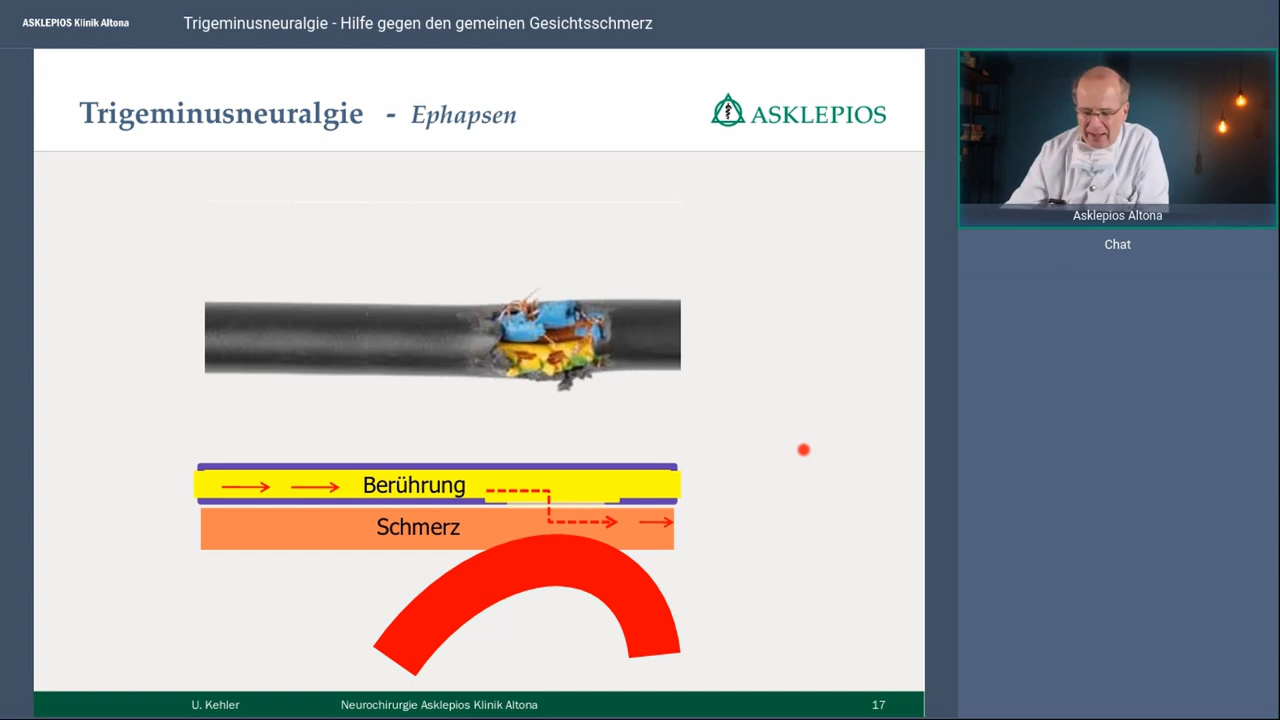 ASKLEPIOS Klinik Altona
Trigeminusneuralgie - Hilfe gegen den gemeinen Gesichtsschmerz
Trigeminusneuralgie - Ephapsen
ASKLEPIOS
Asklepios Altona
Chat
Berührung
Schmerz
U. Kehler Neurochirurgie Asklepios Klinik Altona 17